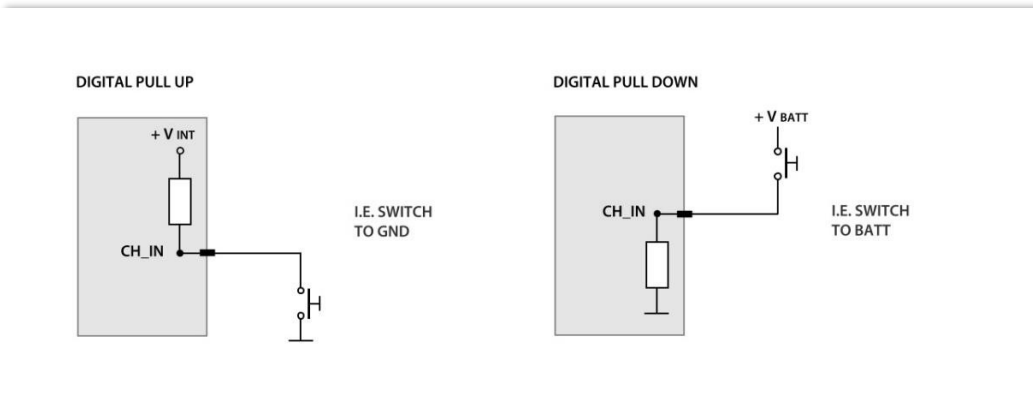 DIGITAL PULL UP
+ V INT
CH_IN
I.E. SWITCH
TO GND
DIGITAL PULL DOWN
+ V BATT
CH_IN
I.E. SWITCH
TO BATT